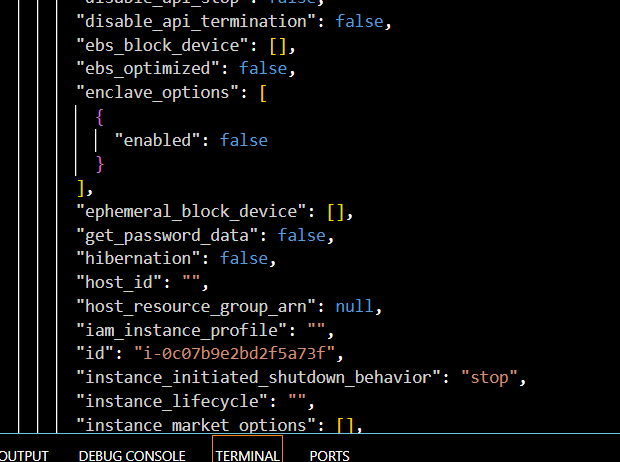 "disable_api_stop": false,
"disable_api_termination": false,
"ebs_block_device": [],
"ebs_optimized": false,
"enclave_options": [
{
"enabled": false
}
],
"ephemeral_block_device": [],
"get_password_data": false,
"hibernation": false,
"host_id": "",
"host_resource_group_arn": null,
"iam_instance_profile": "",
"id": "i-0c07b9e2bd2f5a73f",
"instance_initiated_shutdown_behavior": "stop",
"instance_lifecycle": "",
"instance_market_options": [],
OUTPUT DEBUG CONSOLE TERMINAL PORTS